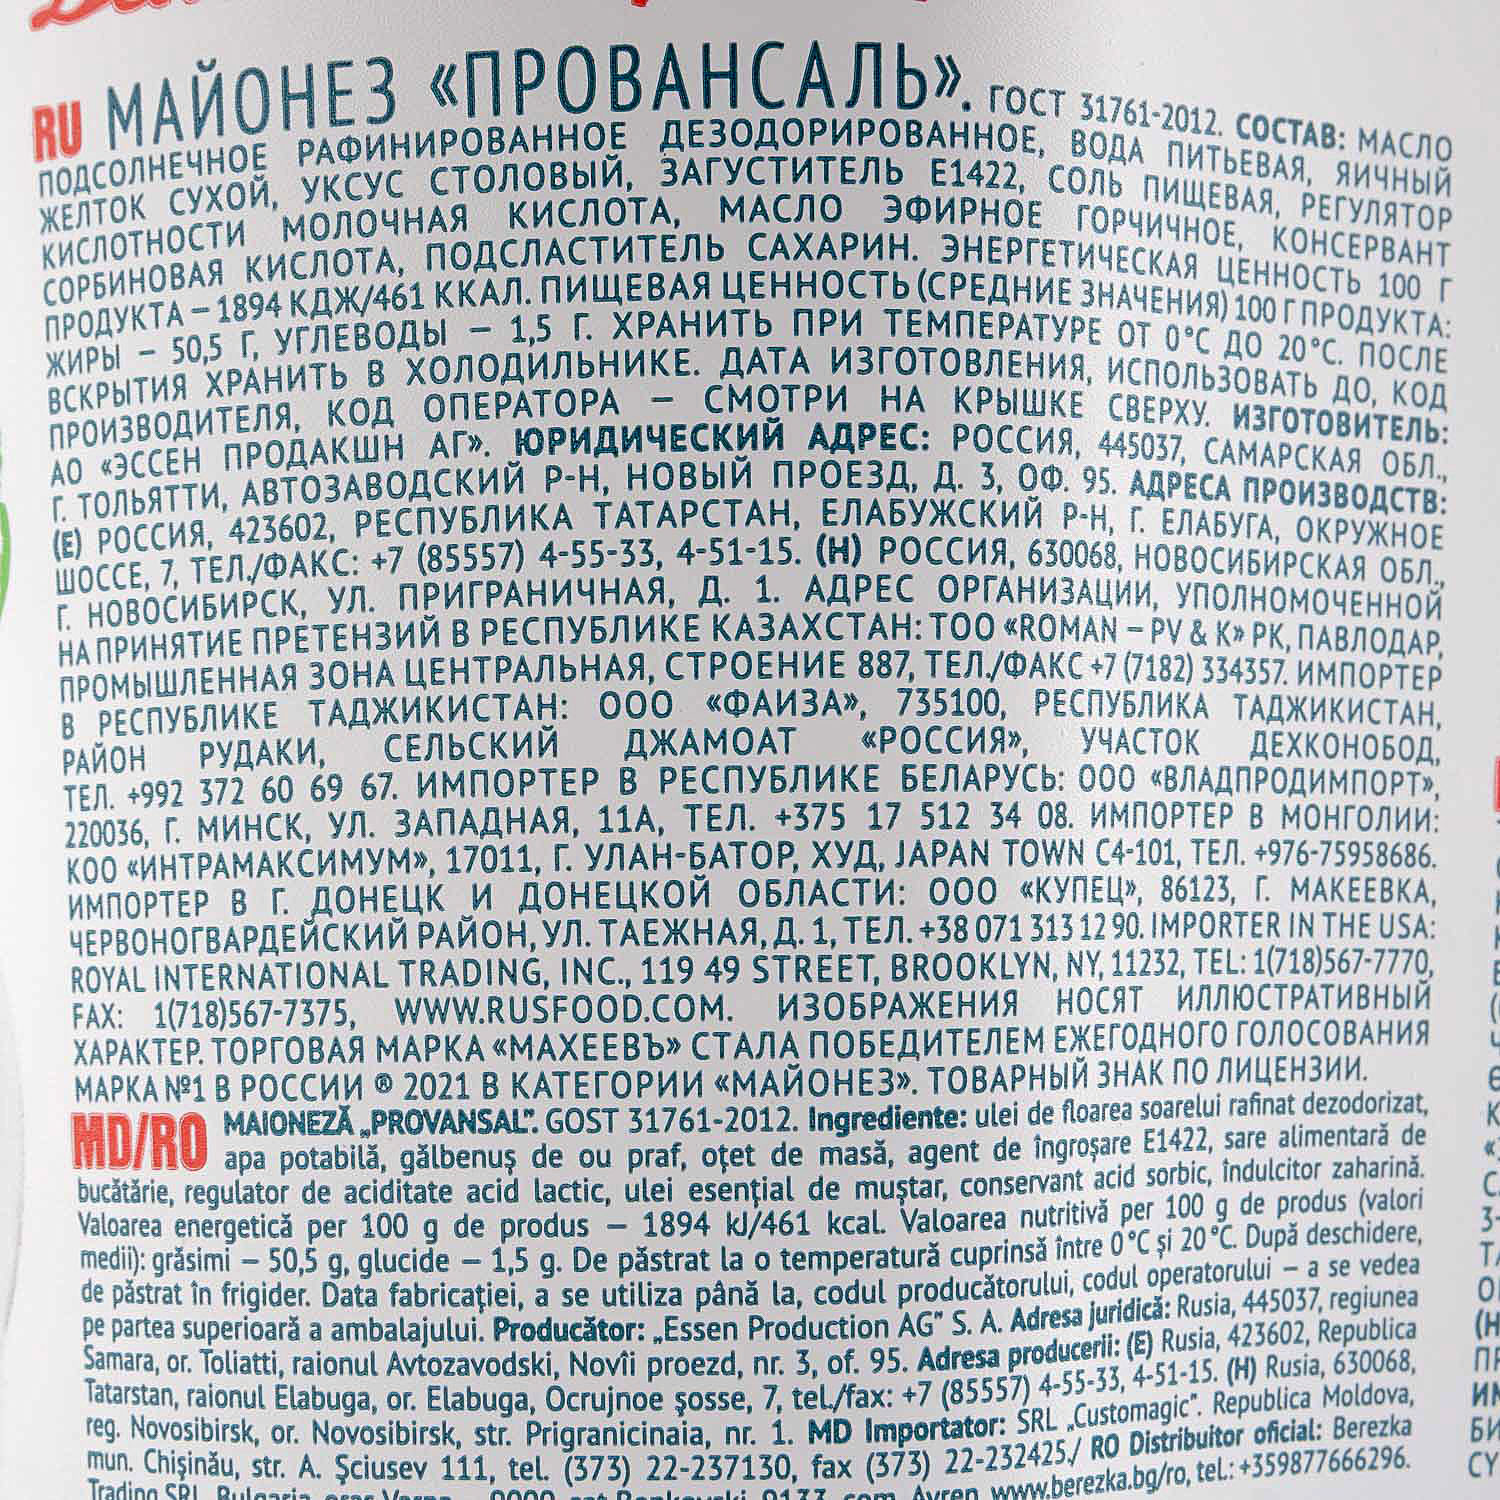 RU МАЙОНЕЗ «ПРОВАНСАЛЬ». ГОСТ 31761-2012. СОСТАВ: МАСЛО
ПОДСОЛНЕЧНОЕ РАФИНИРОВАННОЕ ДЕЗОДОРИРОВАННОЕ, ВОДА ПИТЬЕВАЯ, ЯИЧНЫЙ
ЖЕЛТОК СУХОЙ, УКСУС СТОЛОВЫЙ, ЗАГУСТИТЕЛЬ Е1422, СОЛЬ ПИЩЕВАЯ, РЕГУЛЯТОР
КИСЛОТНОСТИ МОЛОЧНАЯ КИСЛОТА, МАСЛО ЭФИРНОЕ ГОРЧИЧНОЕ, КОНСЕРВАНТ
СОРБИНОВАЯ КИСЛОТА, ПОДСЛАСТИТЕЛЬ САХАРИН. ЭНЕРГЕТИЧЕСКАЯ ЦЕННОСТЬ 100 Г
ПРОДУКТА – 1894 КДЖ/461 ККАЛ. ПИЩЕВАЯ ЦЕННОСТЬ (СРЕДНИЕ ЗНАЧЕНИЯ) 100 Г ПРОДУКТА:
ЖИРЫ – 50,5 Г, УГЛЕВОДЫ – 1,5 Г. ХРАНИТЬ ПРИ ТЕМПЕРАТУРЕ ОТ 0°С ДО 20°С. ПОСЛЕ
ВСКРЫТИЯ ХРАНИТЬ В ХОЛОДИЛЬНИКЕ. ДАТА ИЗГОТОВЛЕНИЯ, ИСПОЛЬЗОВАТЬ ДО, КОД
ПРОИЗВОДИТЕЛЯ, КОД ОПЕРАТОРА – СМОТРИ НА КРЫШКЕ СВЕРХУ. ИЗГОТОВИТЕЛЬ:
АО «ЭССЕН ПРОДАКШН АГ». ЮРИДИЧЕСКИЙ АДРЕС: РОССИЯ, 445037, САМАРСКАЯ ОБЛ.,
Г. ТОЛЬЯТТИ, АВТОЗАВОДСКИЙ Р-Н, НОВЫЙ ПРОЕЗД, Д. 3, ОФ. 95. АДРЕСА ПРОИЗВОДСТВ:
(Е) РОССИЯ, 423602, РЕСПУБЛИКА ТАТАРСТАН, ЕЛАБУЖСКИЙ Р-Н, Г. ЕЛАБУГА, ОКРУЖНОЕ
ШОССЕ, 7, ТЕЛ./ФАКС: +7 (85557) 4-55-33, 4-51-15. (Н) РОССИЯ, 630068, НОВОСИБИРСКАЯ ОБЛ.,
Г. НОВОСИБИРСК, УЛ. ПРИГРАНИЧНАЯ, Д. 1. АДРЕС ОРГАНИЗАЦИИ, УПОЛНОМОЧЕННОЙ
НА ПРИНЯТИЕ ПРЕТЕНЗИЙ В РЕСПУБЛИКЕ КАЗАХСТАН: ТОО «ROMAN – PV & K» РК, ПАВЛОДАР,
ПРОМЫШЛЕННАЯ ЗОНА ЦЕНТРАЛЬНАЯ, СТРОЕНИЕ 887, ТЕЛ./ФАКС +7 (7182) 334357. ИМПОРТЕР
В РЕСПУБЛИКЕ ТАДЖИКИСТАН: ООО «ФАИЗА», 735100, РЕСПУБЛИКА ТАДЖИКИСТАН,
РАЙОН РУДАКИ, СЕЛЬСКИЙ ДЖАМОАТ «РОССИЯ», УЧАСТОК ДЕХКОНОБОД,
ТЕЛ. +992 372 60 69 67. ИМПОРТЕР В РЕСПУБЛИКЕ БЕЛАРУСЬ: ООО «ВЛАДПРОДИМПОРТ»,
220036, Г. МИНСК, УЛ. ЗАПАДНАЯ, 11А, ТЕЛ. +375 17 512 34 08. ИМПОРТЕР В МОНГОЛИИ:
КОО «ИНТРАМАКСИМУМ», 17011, Г. УЛАН-БАТОР, ХУД, JAPAN TOWN C4-101, ТЕЛ. +976-75958686.
ИМПОРТЕР В Г. ДОНЕЦК И ДОНЕЦКОЙ ОБЛАСТИ: ООО «КУПЕЦ», 86123, Г. МАКЕЕВКА,
ЧЕРВОНОГВАРДЕЙСКИЙ РАЙОН, УЛ. ТАЕЖНАЯ, Д. 1, ТЕЛ. +38 071 313 12 90. IMPORTER IN THE USA:
ROYAL INTERNATIONAL TRADING, INC., 119 49 STREET, BROOKLYN, NY, 11232, TEL: 1(718)567-7770,
FAX: 1(718)567-7375, WWW.RUSFOOD.COM. ИЗОБРАЖЕНИЯ НОСЯТ ИЛЛЮСТРАТИВНЫЙ
ХАРАКТЕР. ТОРГОВАЯ МАРКА «МАХЕЕВЪ» СТАЛА ПОБЕДИТЕЛЕМ ЕЖЕГОДНОГО ГОЛОСОВАНИЯ
МАРКА №1 В РОССИИ ® 2021 В КАТЕГОРИИ «МАЙОНЕЗ». ТОВАРНЫЙ ЗНАК ПО ЛИЦЕНЗИИ.
MD/RO MAIONEZĂ „PROVANSAL”. GOST 31761-2012. Ingrediente: ulei de floarea soarelui rafinat dezodorizat,
apa potabilă, gălbenuș de ou praf, oțet de masă, agent de îngroșare E1422, sare alimentară de
bucătărie, regulator de aciditate acid lactic, ulei esențial de muștar, conservant acid sorbic, îndulcitor zaharină.
Valoarea energetică per 100 g de produs – 1894 kJ/461 kcal. Valoarea nutritivă per 100 g de produs (valori
medii): grăsimi – 50,5 g, glucide – 1,5 g. De păstrat la o temperatură cuprinsă între 0°C și 20°C. După deschidere,
de păstrat în frigider. Data fabricației, a se utiliza până la, codul producătorului, codul operatorului – a se vedea
pe partea superioară a ambalajului. Producător: „Essen Production AG” S. A. Adresa juridică: Rusia, 445037, regiunea
Samara, or. Toliatti, raionul Avtozavodski, Novîi proezd, nr. 3, of. 95. Adresa producerii: (E) Rusia, 423602, Republica
Tatarstan, raionul Elabuga, or. Elabuga, Ocrujnoe șosse, 7, tel./fax: +7 (85557) 4-55-33, 4-51-15. (H) Rusia, 630068,
reg. Novosibirsk, or. Novosibirsk, str. Prigranicinaia, nr. 1. MD Importator: SRL „Customagic”. Republica Moldova,
mun. Chișinău, str. A. Șciusev 111, tel. (373) 22-237130, fax (373) 22-232425./ RO Distribuitor oficial: Berezka
Trading SRL, Bulgaria, oraș Varna, 9000 www.berezka.bg/ro, tel.: +359877666296.